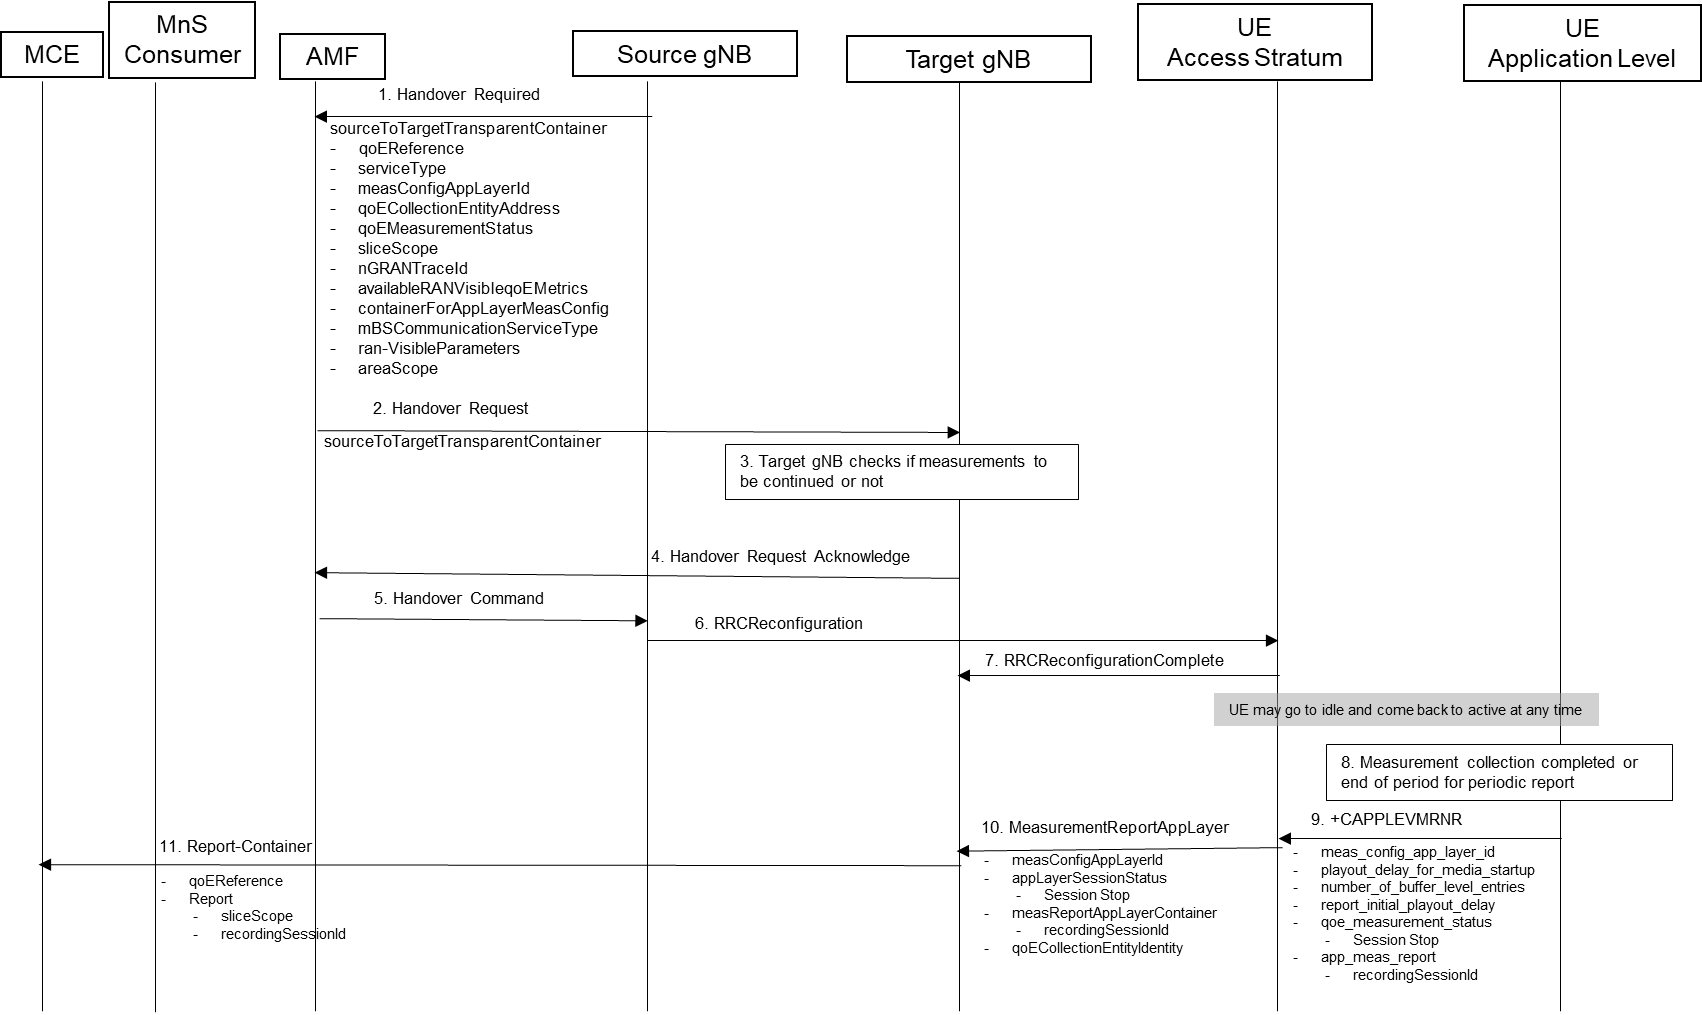 MCE
MnS
Consumer
AMF
Source gNB
Target gNB
UE
Access Stratum
UE
Application Level
1. Handover Required
sourceToTargetTransparentContainer
- qoEReference
- serviceType
- measConfigAppLayerId
- qoECollectionEntityAddress
- qoEMeasurementStatus
- sliceScope
- nGRANTraceId
- availableRANVisibleqoEMetrics
- containerForAppLayerMeasConfig
- mBSCommunicationServiceType
- ran-VisibleParameters
- areaScope
2. Handover Request
sourceToTargetTransparentContainer
3. Target gNB checks if measurements to
be continued or not
4. Handover Request Acknowledge
5. Handover Command
6. RRCReconfiguration
7. RRCReconfigurationComplete
UE may go to idle and come back to active at any time
8. Measurement collection completed or
end of period for periodic report
9. +CAPPLEVMRNR
- meas_config_app_layer_id
- playout_delay_for_media_startup
- number_of_buffer_level_entries
- report_initial_playout_delay
- qoe_measurement_status
- Session Stop
- app_meas_report
- recordingSessionId
10. MeasurementReportAppLayer
- measConfigAppLayerId
- appLayerSessionStatus
- Session Stop
- measReportAppLayerContainer
- recordingSessionId
- qoECollectionEntityIdentity
11. Report-Container
- qoEReference
- Report
- sliceScope
- recordingSessionId